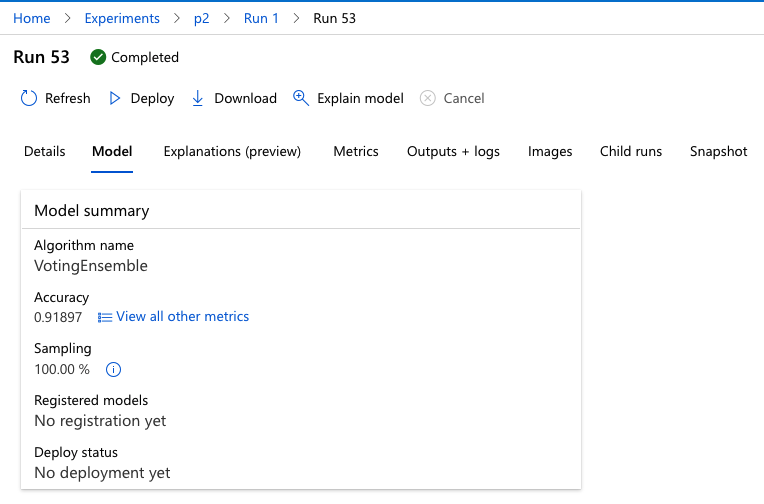 Home > Experiments > p2 > Run 1 > Run 53
Run 53 Completed
Refresh Deploy Download Explain model Cancel
Details Model Explanations (preview) Metrics Outputs + logs Images Child runs Snapshot
Model summary
Algorithm name
VotingEnsemble
Accuracy
0.91897 View all other metrics
Sampling
100.00 %
Registered models
No registration yet
Deploy status
No deployment yet